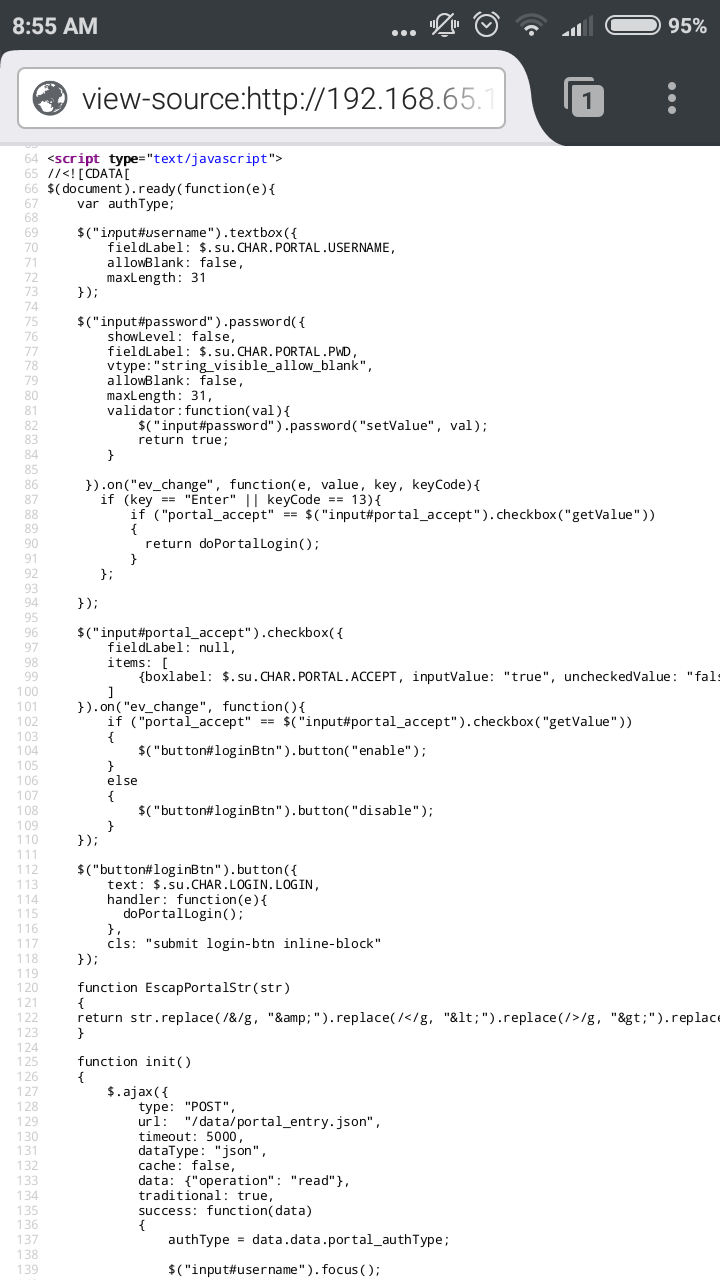 8:55 AM
95%
view-source:http://192.168.65.1
1
64 <script type="text/javascript">
65 //<![CDATA[
66 $(document).ready(function(e){
67     var authType;
68
69     $("input#username").textbox({
70         fieldLabel: $.su.CHAR.PORTAL.USERNAME,
71         allowBlank: false,
72         maxLength: 31
73     });
74
75     $("input#password").password({
76         showLevel: false,
77         fieldLabel: $.su.CHAR.PORTAL.PWD,
78         vtype:"string_visible_allow_blank",
79         allowBlank: false,
80         maxLength: 31,
81         validator:function(val){
82             $("input#password").password("setValue", val);
83             return true;
84         }
85
86      }).on("ev_change", function(e, value, key, keyCode){
87        if (key == "Enter" || keyCode == 13){
88            if ("portal_accept" == $("input#portal_accept").checkbox("getValue"))
89            {
90              return doPortalLogin();
91            }
92        };
93
94     });
95
96     $("input#portal_accept").checkbox({
97         fieldLabel: null,
98         items: [
99             {boxlabel: $.su.CHAR.PORTAL.ACCEPT, inputValue: "true", uncheckedValue: "fals
100         ]
101     }).on("ev_change", function(){
102         if ("portal_accept" == $("input#portal_accept").checkbox("getValue"))
103         {
104             $("button#loginBtn").button("enable");
105         }
106         else
107         {
108             $("button#loginBtn").button("disable");
109         }
110     });
111
112     $("button#loginBtn").button({
113         text: $.su.CHAR.LOGIN.LOGIN,
114         handler: function(e){
115           doPortalLogin();
116         },
117         cls: "submit login-btn inline-block"
118     });
119
120     function EscapPortalStr(str)
121     {
122     return str.replace(/&/g, "&amp;").replace(/</g, "&lt;").replace(/>/g, "&gt;").replace
123     }
124
125     function init()
126     {
127         $.ajax({
128             type: "POST",
129             url:  "/data/portal_entry.json",
130             timeout: 5000,
131             dataType: "json",
132             cache: false,
133             data: {"operation": "read"},
134             traditional: true,
135             success: function(data)
136             {
137                 authType = data.data.portal_authType;
138
139                 $("input#username").focus();